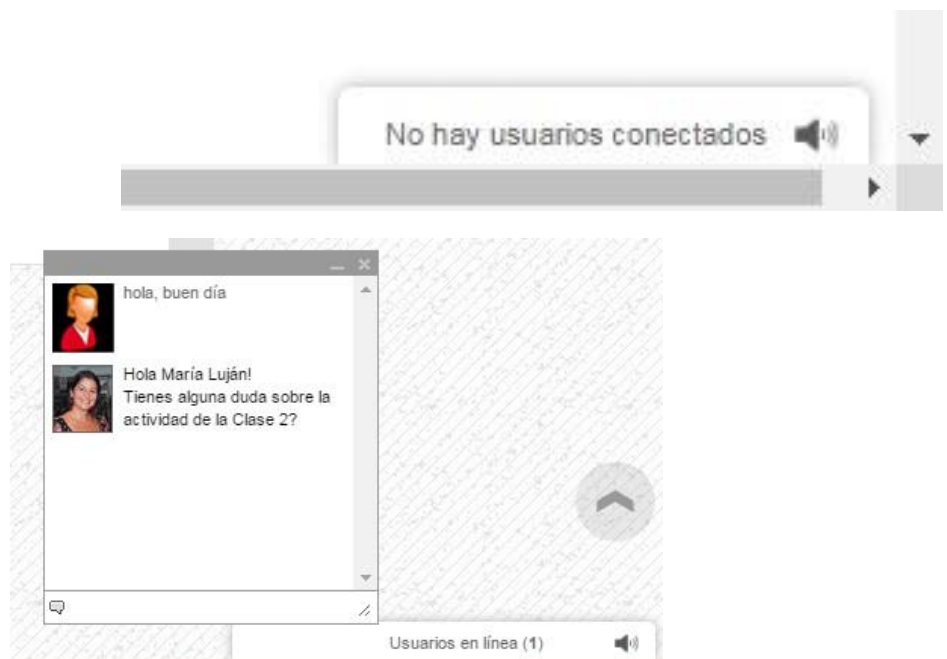 No hay usuarios conectados
hola, buen día
Hola María Luján!
Tienes alguna duda sobre la
actividad de la Clase 2?
Usuarios en línea (1)